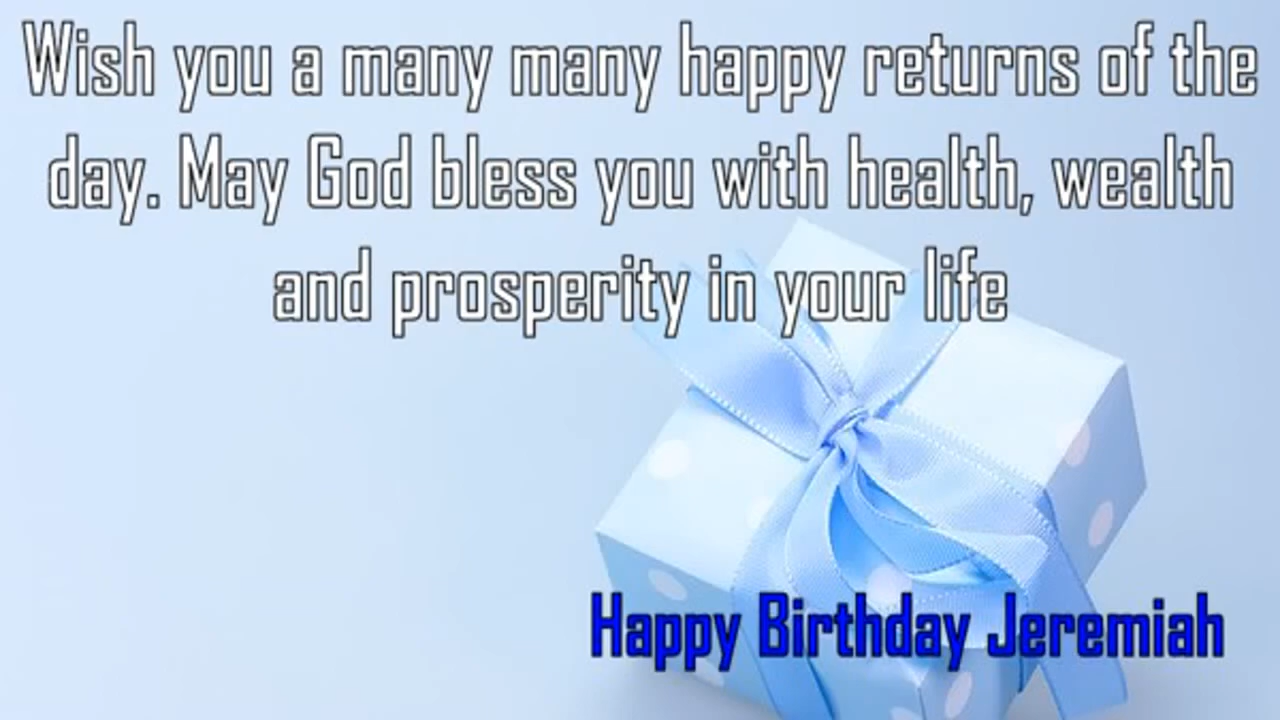 Wish you a many many happy returns of the
day. May God bless you with health, wealth
and prosperity in your life
Happy Birthday Jeremiah